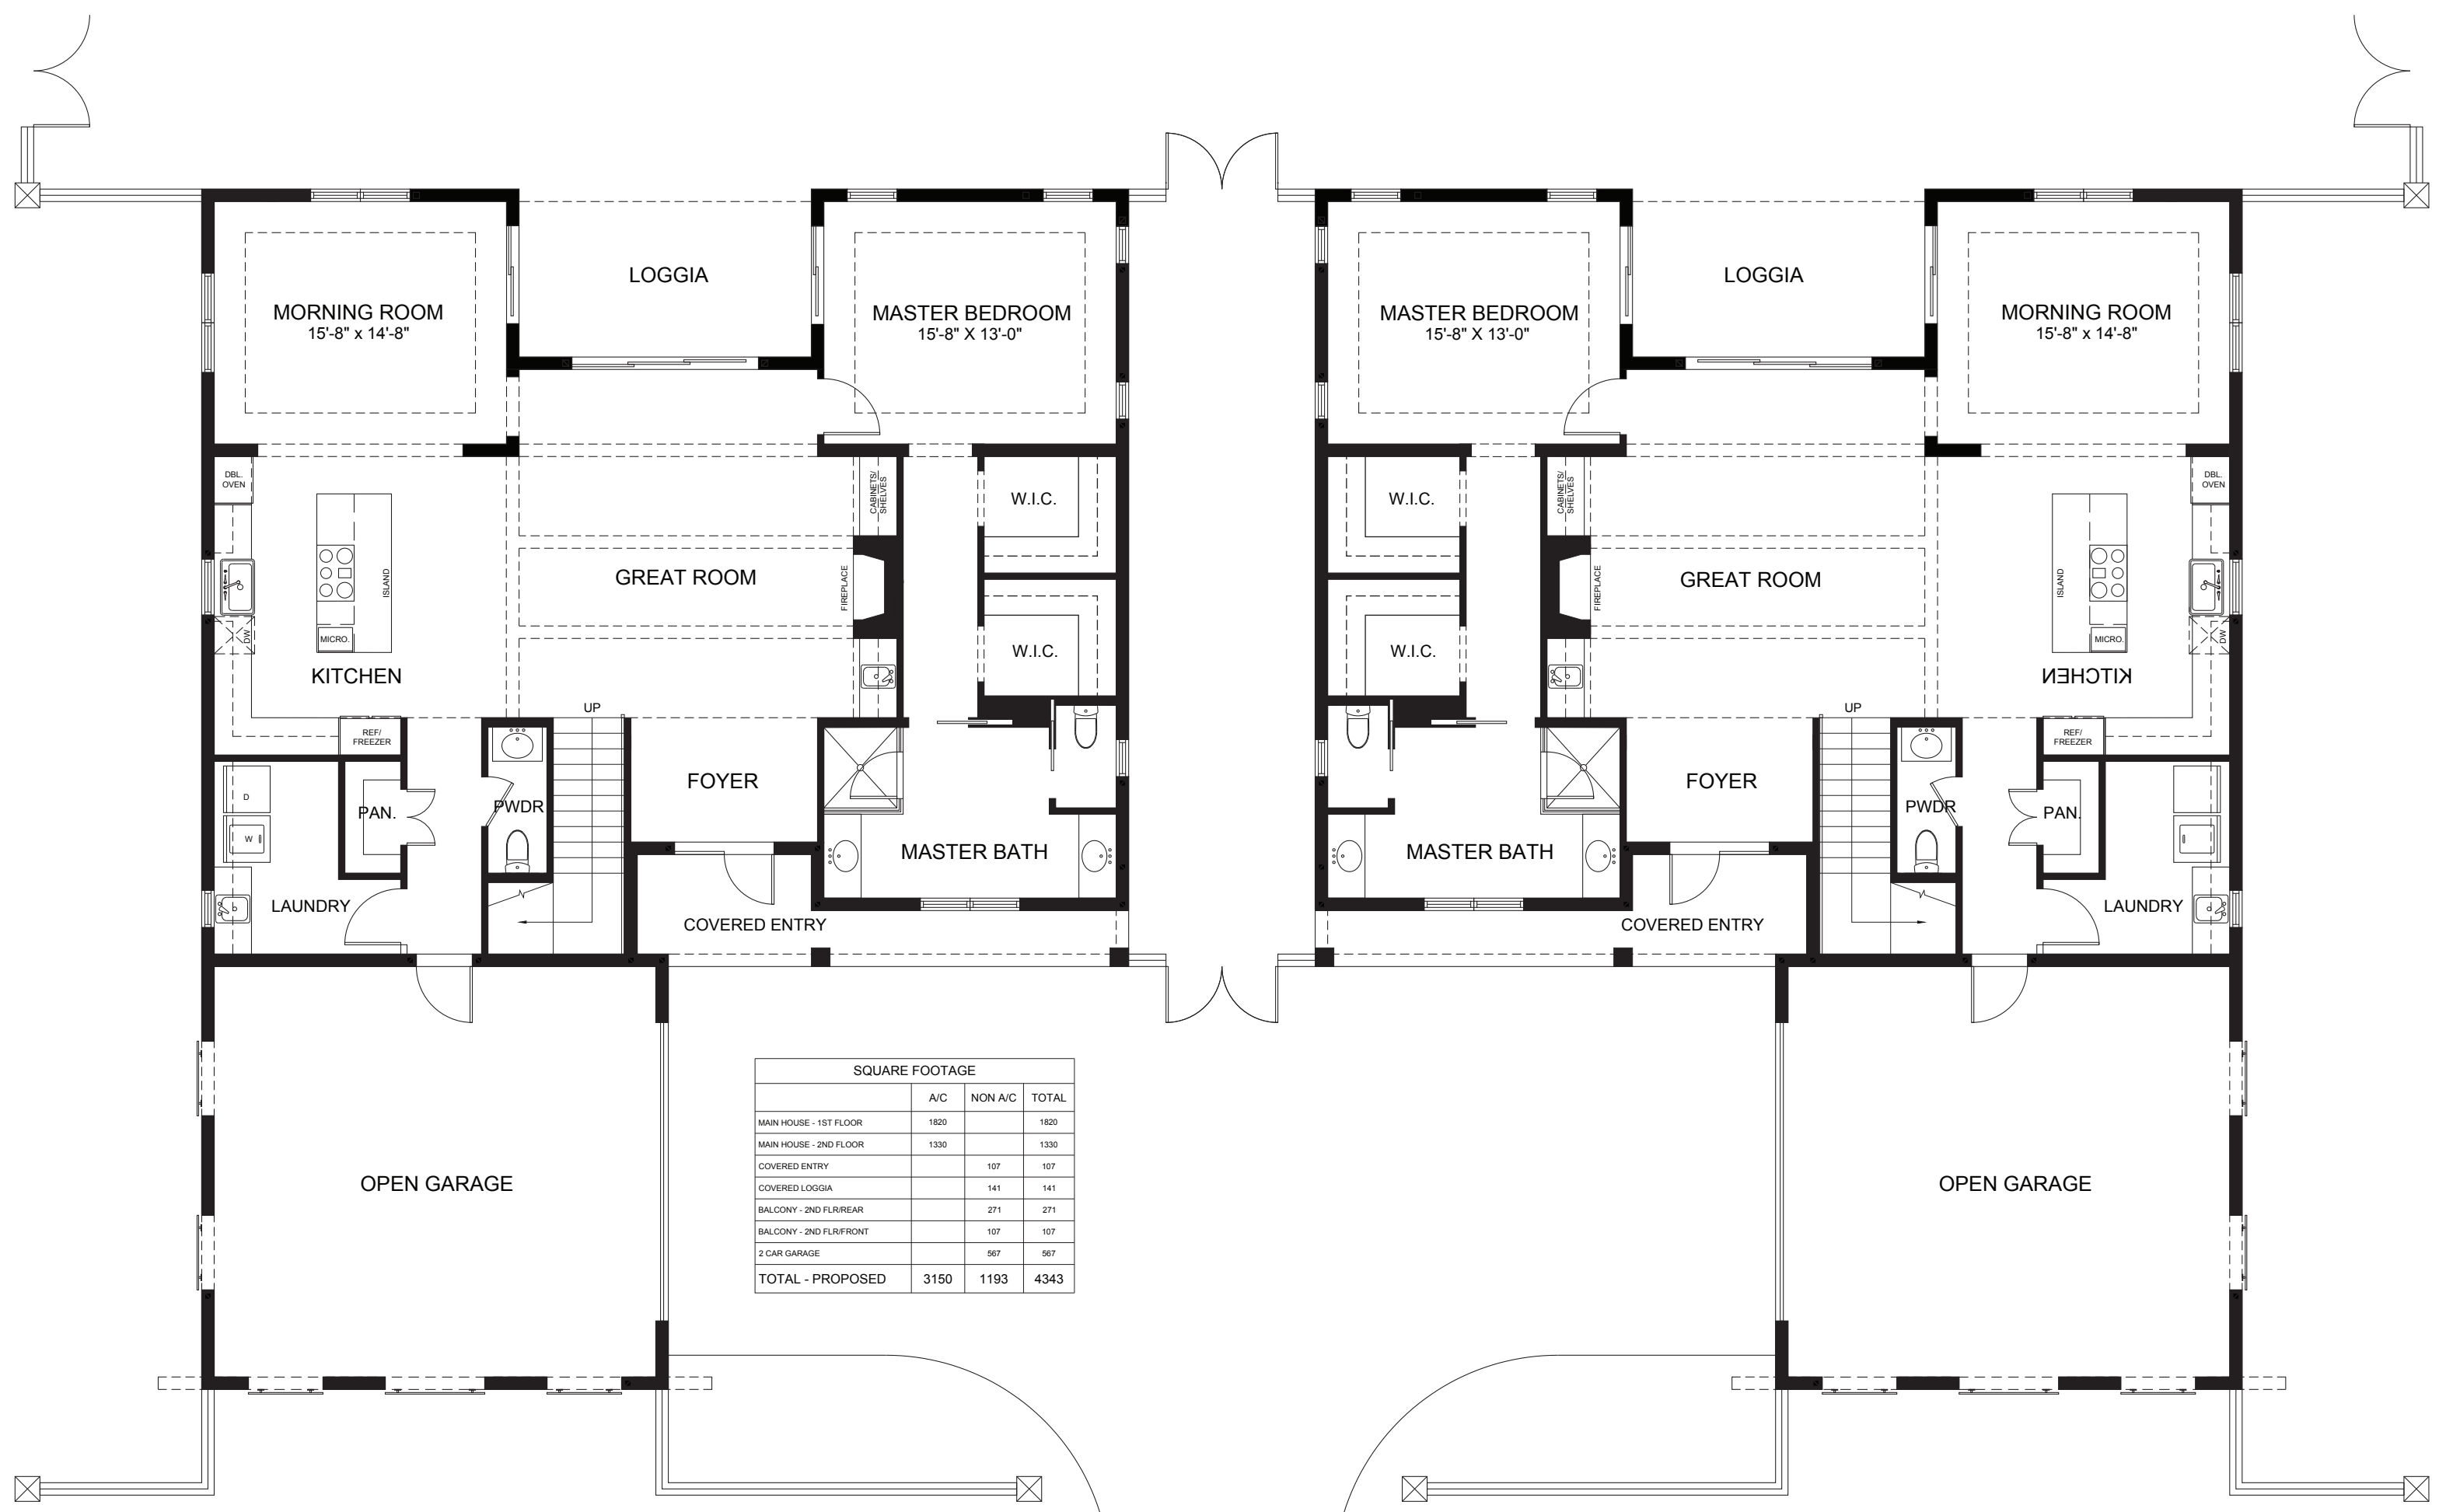 LOGGIA
MORNING ROOM
15'-8" x 14'-8"
MASTER BEDROOM
15'-8" X 13'-0"
DBL.
OVEN
CABINETS/
SHELVES
W.I.C.
ISLAND
GREAT ROOM
FIREPLACE
MICRO.
DW
W.I.C.
KITCHEN
UP
REF/
FREEZER
D
W
PAN.
PWDR
FOYER
MASTER BATH
LAUNDRY
COVERED ENTRY
OPEN GARAGE
LOGGIA
MASTER BEDROOM
15'-8" X 13'-0"
MORNING ROOM
15'-8" x 14'-8"
W.I.C.
CABINETS/
SHELVES
DBL.
OVEN
FIREPLACE
GREAT ROOM
ISLAND
MICRO.
DW
W.I.C.
KITCHEN
UP
REF/
FREEZER
FOYER
PWDR
PAN.
MASTER BATH
LAUNDRY
COVERED ENTRY
OPEN GARAGE
SQUARE FOOTAGE
A/C NON A/C TOTAL
MAIN HOUSE - 1ST FLOOR 1820 1820
MAIN HOUSE - 2ND FLOOR 1330 1330
COVERED ENTRY 107 107
COVERED LOGGIA 141 141
BALCONY - 2ND FLR/REAR 271 271
BALCONY - 2ND FLR/FRONT 107 107
2 CAR GARAGE 567 567
TOTAL - PROPOSED 3150 1193 4343